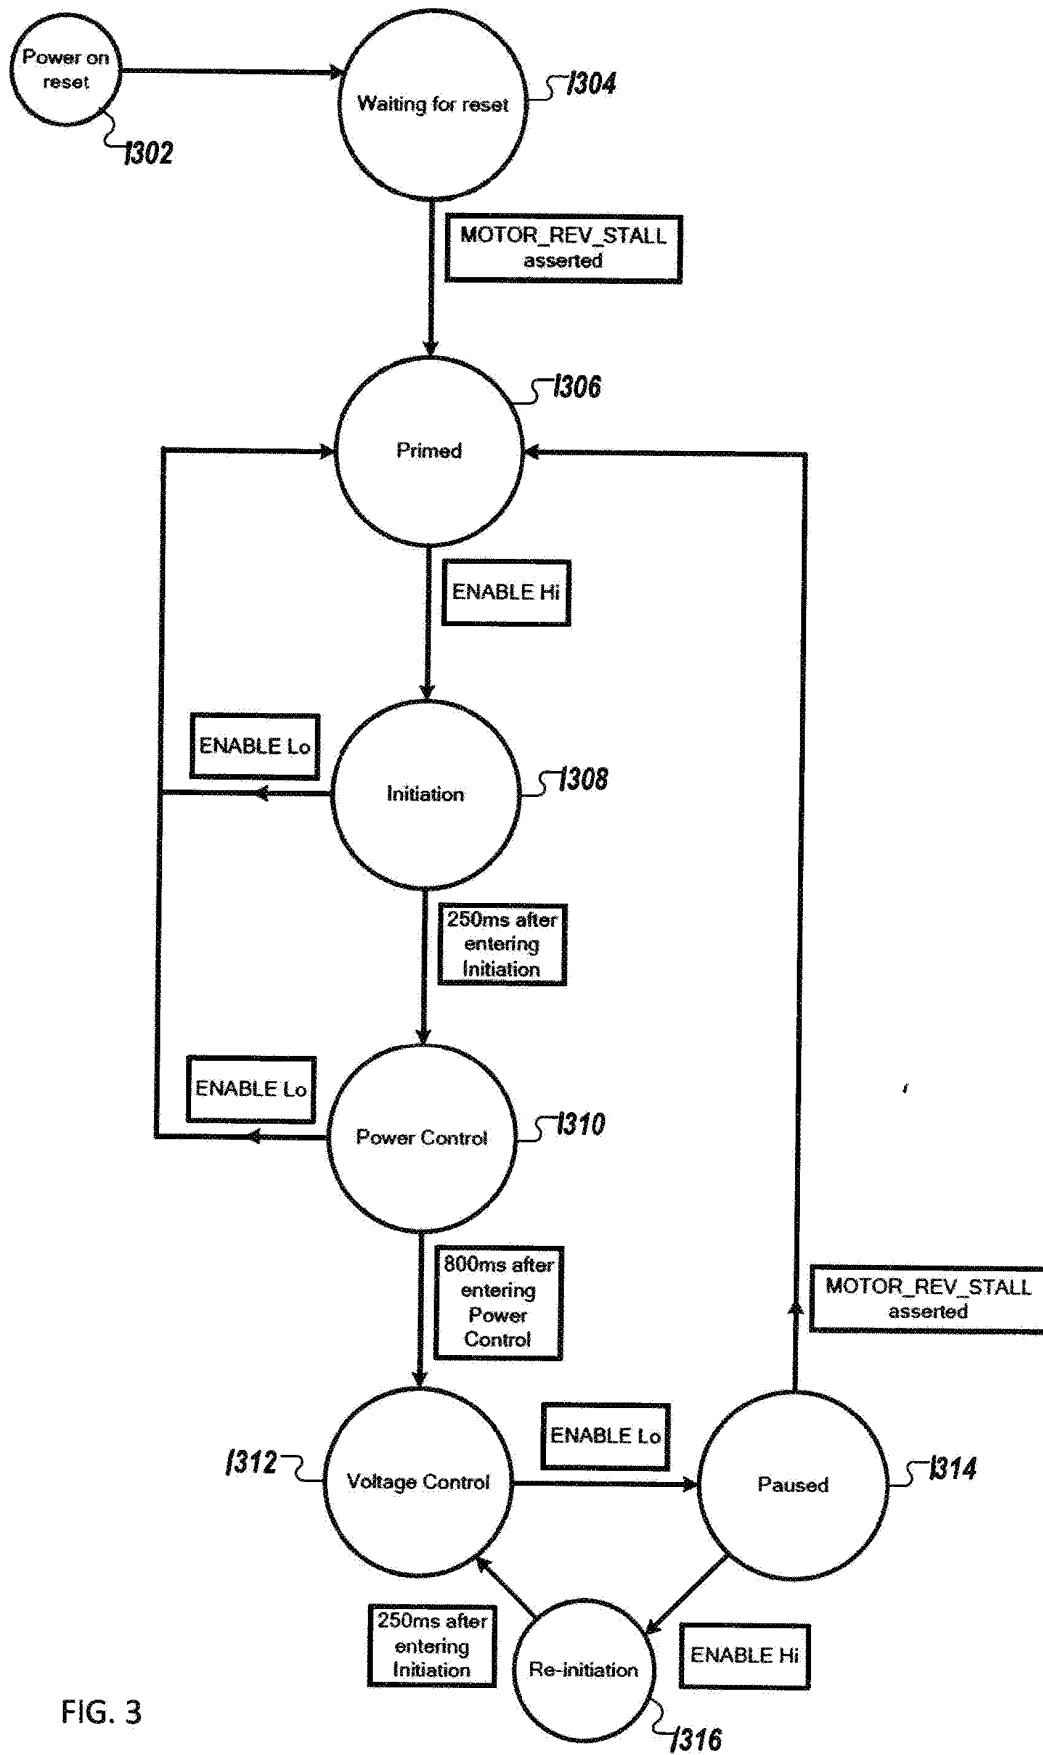 Power on
reset
1302
Waiting for reset
1304
MOTOR_REV_STALL
asserted
1306
Primed
ENABLE Hi
ENABLE Lo
Initiation
1308
250ms after
entering
Initiation
ENABLE Lo
Power Control
1310
800ms after
entering
Power
Control
MOTOR_REV_STALL
asserted
1312
Voltage Control
ENABLE Lo
Paused
1314
250ms after
entering
Initiation
Re-initiation
ENABLE Hi
1316
FIG. 3